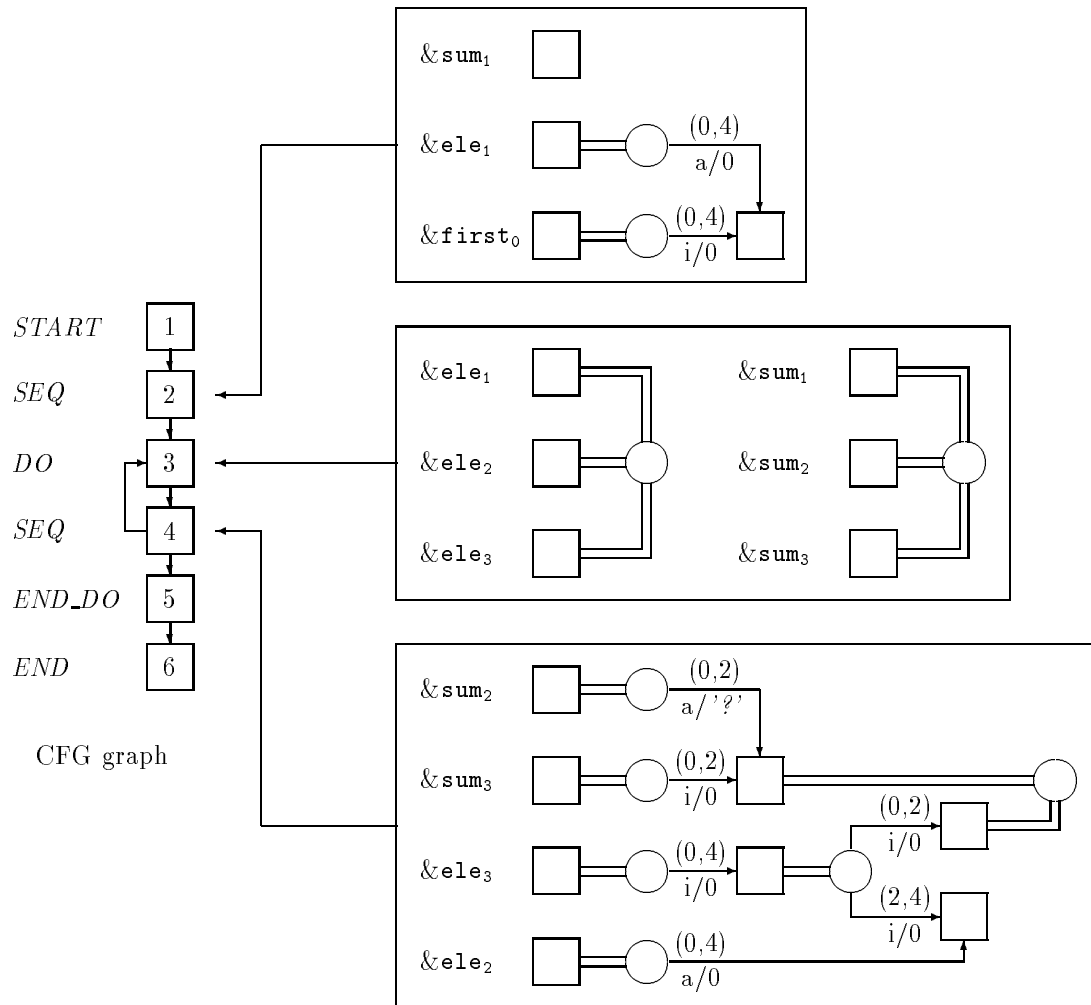 &sum₁
&ele₁
(0,4)
a/0
&first₀
(0,4)
i/0
START 1
SEQ 2
DO 3
SEQ 4
END_DO 5
END 6
CFG graph
&ele₁ &sum₁
&ele₂ &sum₂
&ele₃ &sum₃
&sum₂
(0,2)
a/'?'
&sum₃
(0,2)
i/0
(0,2)
i/0
&ele₃
(0,4)
i/0
(2,4)
i/0
&ele₂
(0,4)
a/0